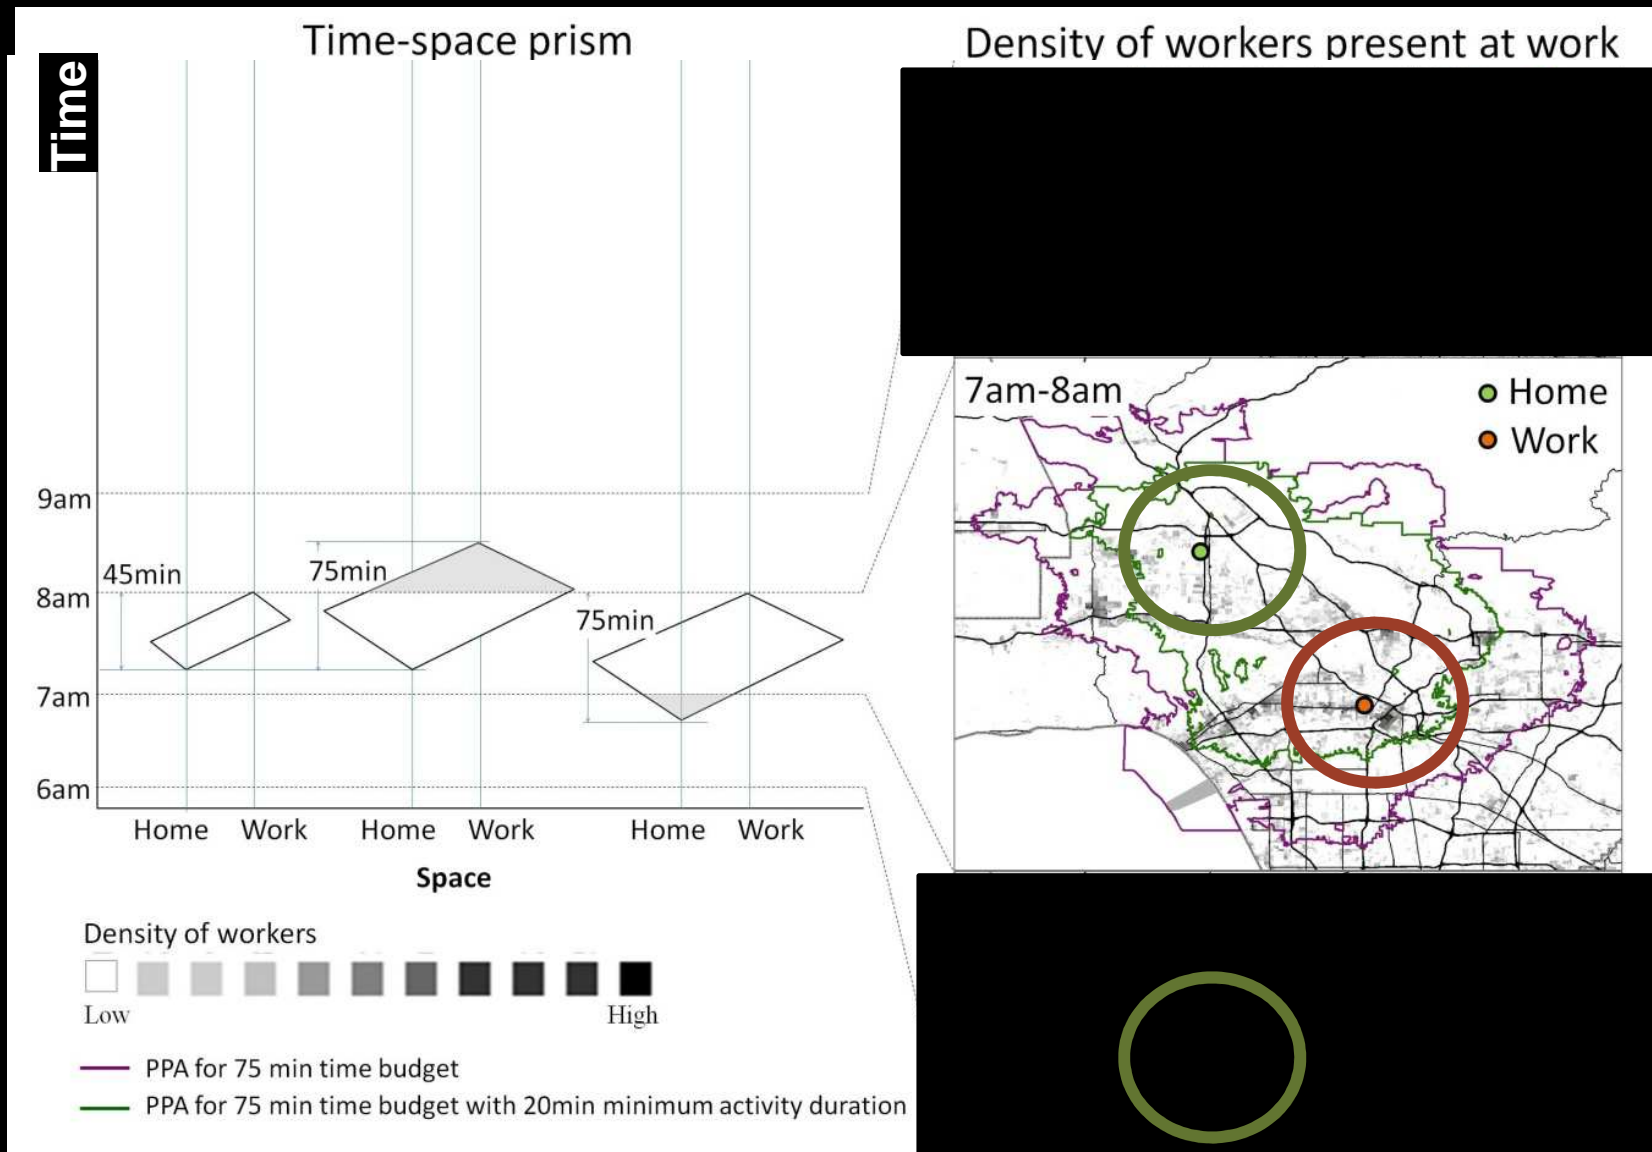 Time-space prism
Density of workers present at work
Time
7am-8am
Home
Work
9am
45min
75min
8am
75min
7am
6am
Home Work Home Work Home Work
Space
Density of workers
Low High
PPA for 75 min time budget
PPA for 75 min time budget with 20min minimum activity duration